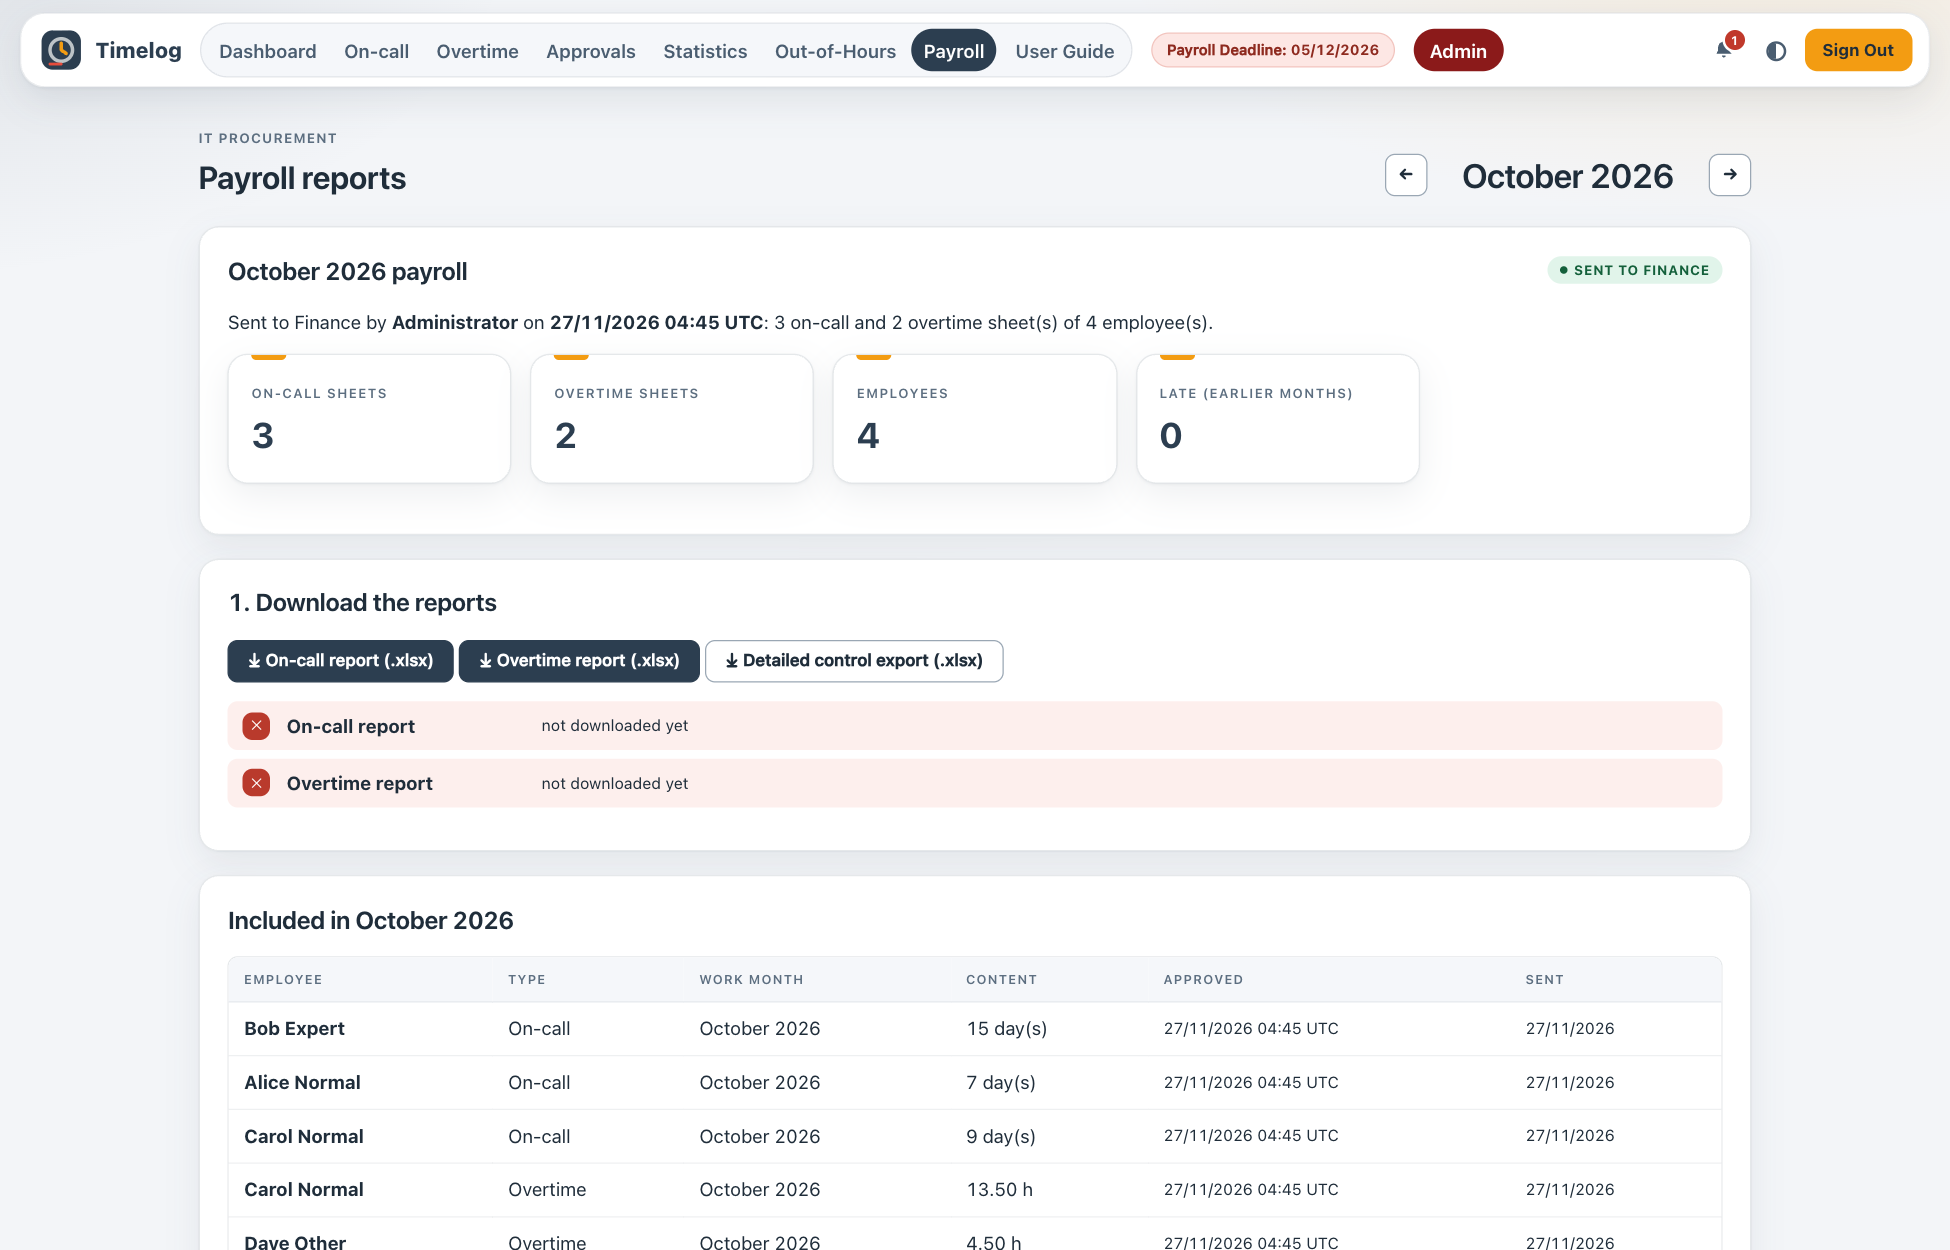 Timelog
Dashboard On-call Overtime Approvals Statistics Out-of-Hours Payroll User Guide
Payroll Deadline: 05/12/2026
Admin
1
Sign Out
IT PROCUREMENT
Payroll reports
October 2026
October 2026 payroll
SENT TO FINANCE
Sent to Finance by Administrator on 27/11/2026 04:45 UTC: 3 on-call and 2 overtime sheet(s) of 4 employee(s).
ON-CALL SHEETS
3
OVERTIME SHEETS
2
EMPLOYEES
4
LATE (EARLIER MONTHS)
0
1. Download the reports
On-call report (.xlsx)
Overtime report (.xlsx)
Detailed control export (.xlsx)
On-call report not downloaded yet
Overtime report not downloaded yet
Included in October 2026
EMPLOYEE TYPE WORK MONTH CONTENT APPROVED SENT
Bob Expert On-call October 2026 15 day(s) 27/11/2026 04:45 UTC 27/11/2026
Alice Normal On-call October 2026 7 day(s) 27/11/2026 04:45 UTC 27/11/2026
Carol Normal On-call October 2026 9 day(s) 27/11/2026 04:45 UTC 27/11/2026
Carol Normal Overtime October 2026 13.50 h 27/11/2026 04:45 UTC 27/11/2026
Dave Other Overtime October 2026 4.50 h 27/11/2026 04:45 UTC 27/11/2026